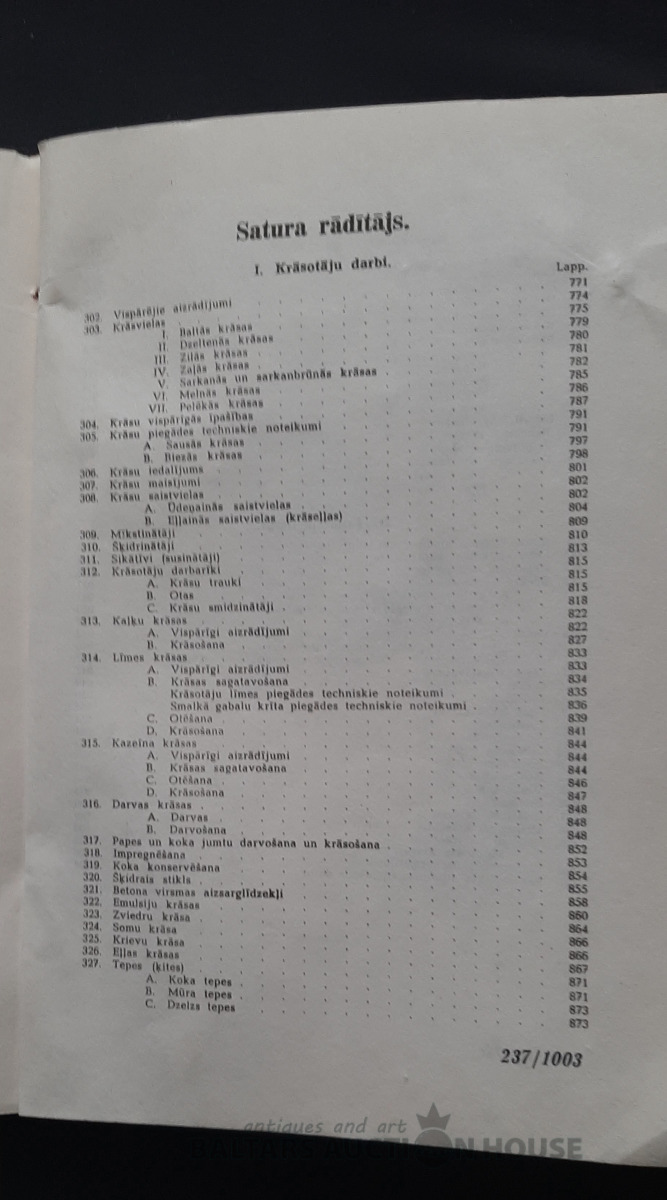 Satura rādītājs.
I. Krāsotāju darbi.
Lapp.
302. Vispārējie aizrādījumi 771
303. Krāsvielas 774
I. Baltās krāsas 775
II. Dzeltenās krāsas 779
III. Zilās krāsas 780
IV. Zaļās krāsas 781
V. Sarkanās un sarkanbrūnās krāsas 782
VI. Melnās krāsas 785
VII. Pelēkās krāsas 786
304. Krāsu vispārīgās īpašības 787
305. Krāsu piegādes techniskie noteikumi 791
A. Sausās krāsas 791
B. Biezās krāsas 797
306. Krāsu iedalījums 798
307. Krāsu maisījumi 801
308. Krāsu saistvielas 802
A. Ūdeņainās saistvielas 802
B. Eļļainās saistvielas (krāseļļas) 804
309. Mīkstinātāji 809
310. Šķidrinātāji 810
311. Sikātīvi (susinātāji) 813
312. Krāsotāju darbarīki 815
A. Krāsu trauki 815
B. Otas 815
C. Krāsu smidzinātāji 818
313. Kaļķu krāsas 822
A. Vispārīgi aizrādījumi 822
B. Krāsošana 827
314. Līmes krāsas 833
A. Vispārīgi aizrādījumi 833
B. Krāsas sagatavošana 834
Krāsotāju līmes piegādes techniskie noteikumi 835
Smalkā gabalu krīta piegādes techniskie noteikumi 836
C. Otēšana 839
D. Krāsošana 841
315. Kazeīna krāsas 844
A. Vispārīgi aizrādījumi 844
B. Krāsas sagatavošana 844
C. Otēšana 846
D. Krāsošana 847
316. Darvas krāsas 848
A. Darvas 848
B. Darvošana 848
317. Papes un koka jumtu darvošana un krāsošana 852
318. Impregnēšana 853
319. Koka konservēšana 854
320. Šķidrais stikls 855
321. Betona virsmas aizsarglīdzekļi 858
322. Emulsiju krāsas 860
323. Zviedru krāsa 864
324. Somu krāsa 866
325. Krievu krāsa 866
326. Eļļas krāsas 867
327. Tepes (ķites) 871
A. Koka tepes 871
B. Mūra tepes 873
C. Dzelzs tepes 873
237/1003
antiques and art
BALTARS AUCTION HOUSE